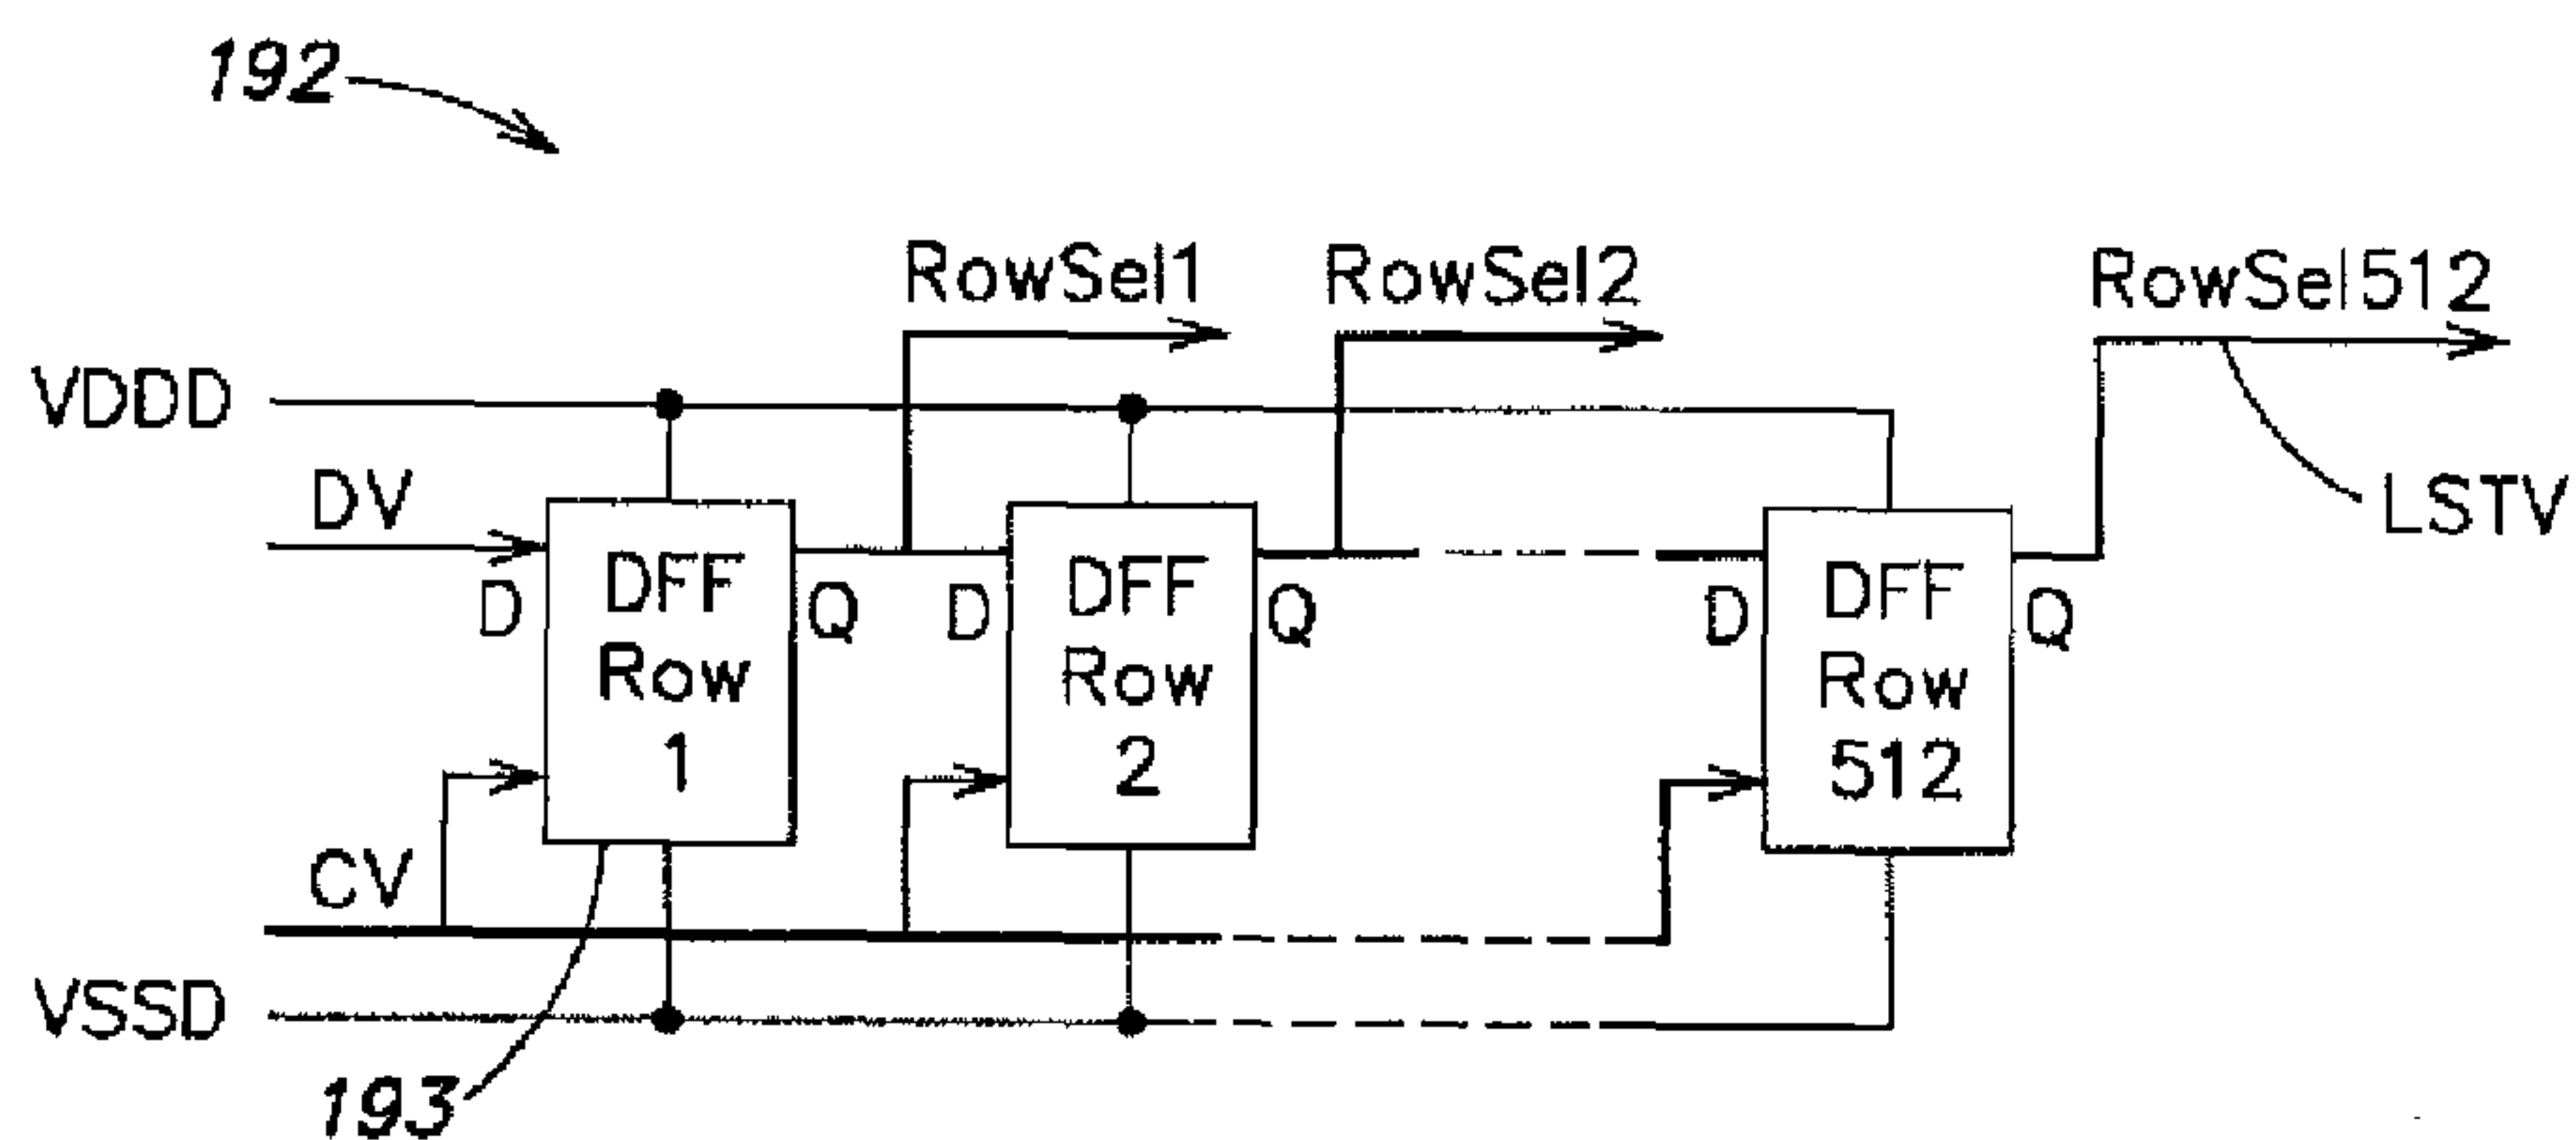 192
RowSel1
RowSel2
RowSel512
VDDD
DV
LSTV
D
DFF
Row
1
Q
D
DFF
Row
2
Q
D
DFF
Row
512
Q
CV
VSSD
193